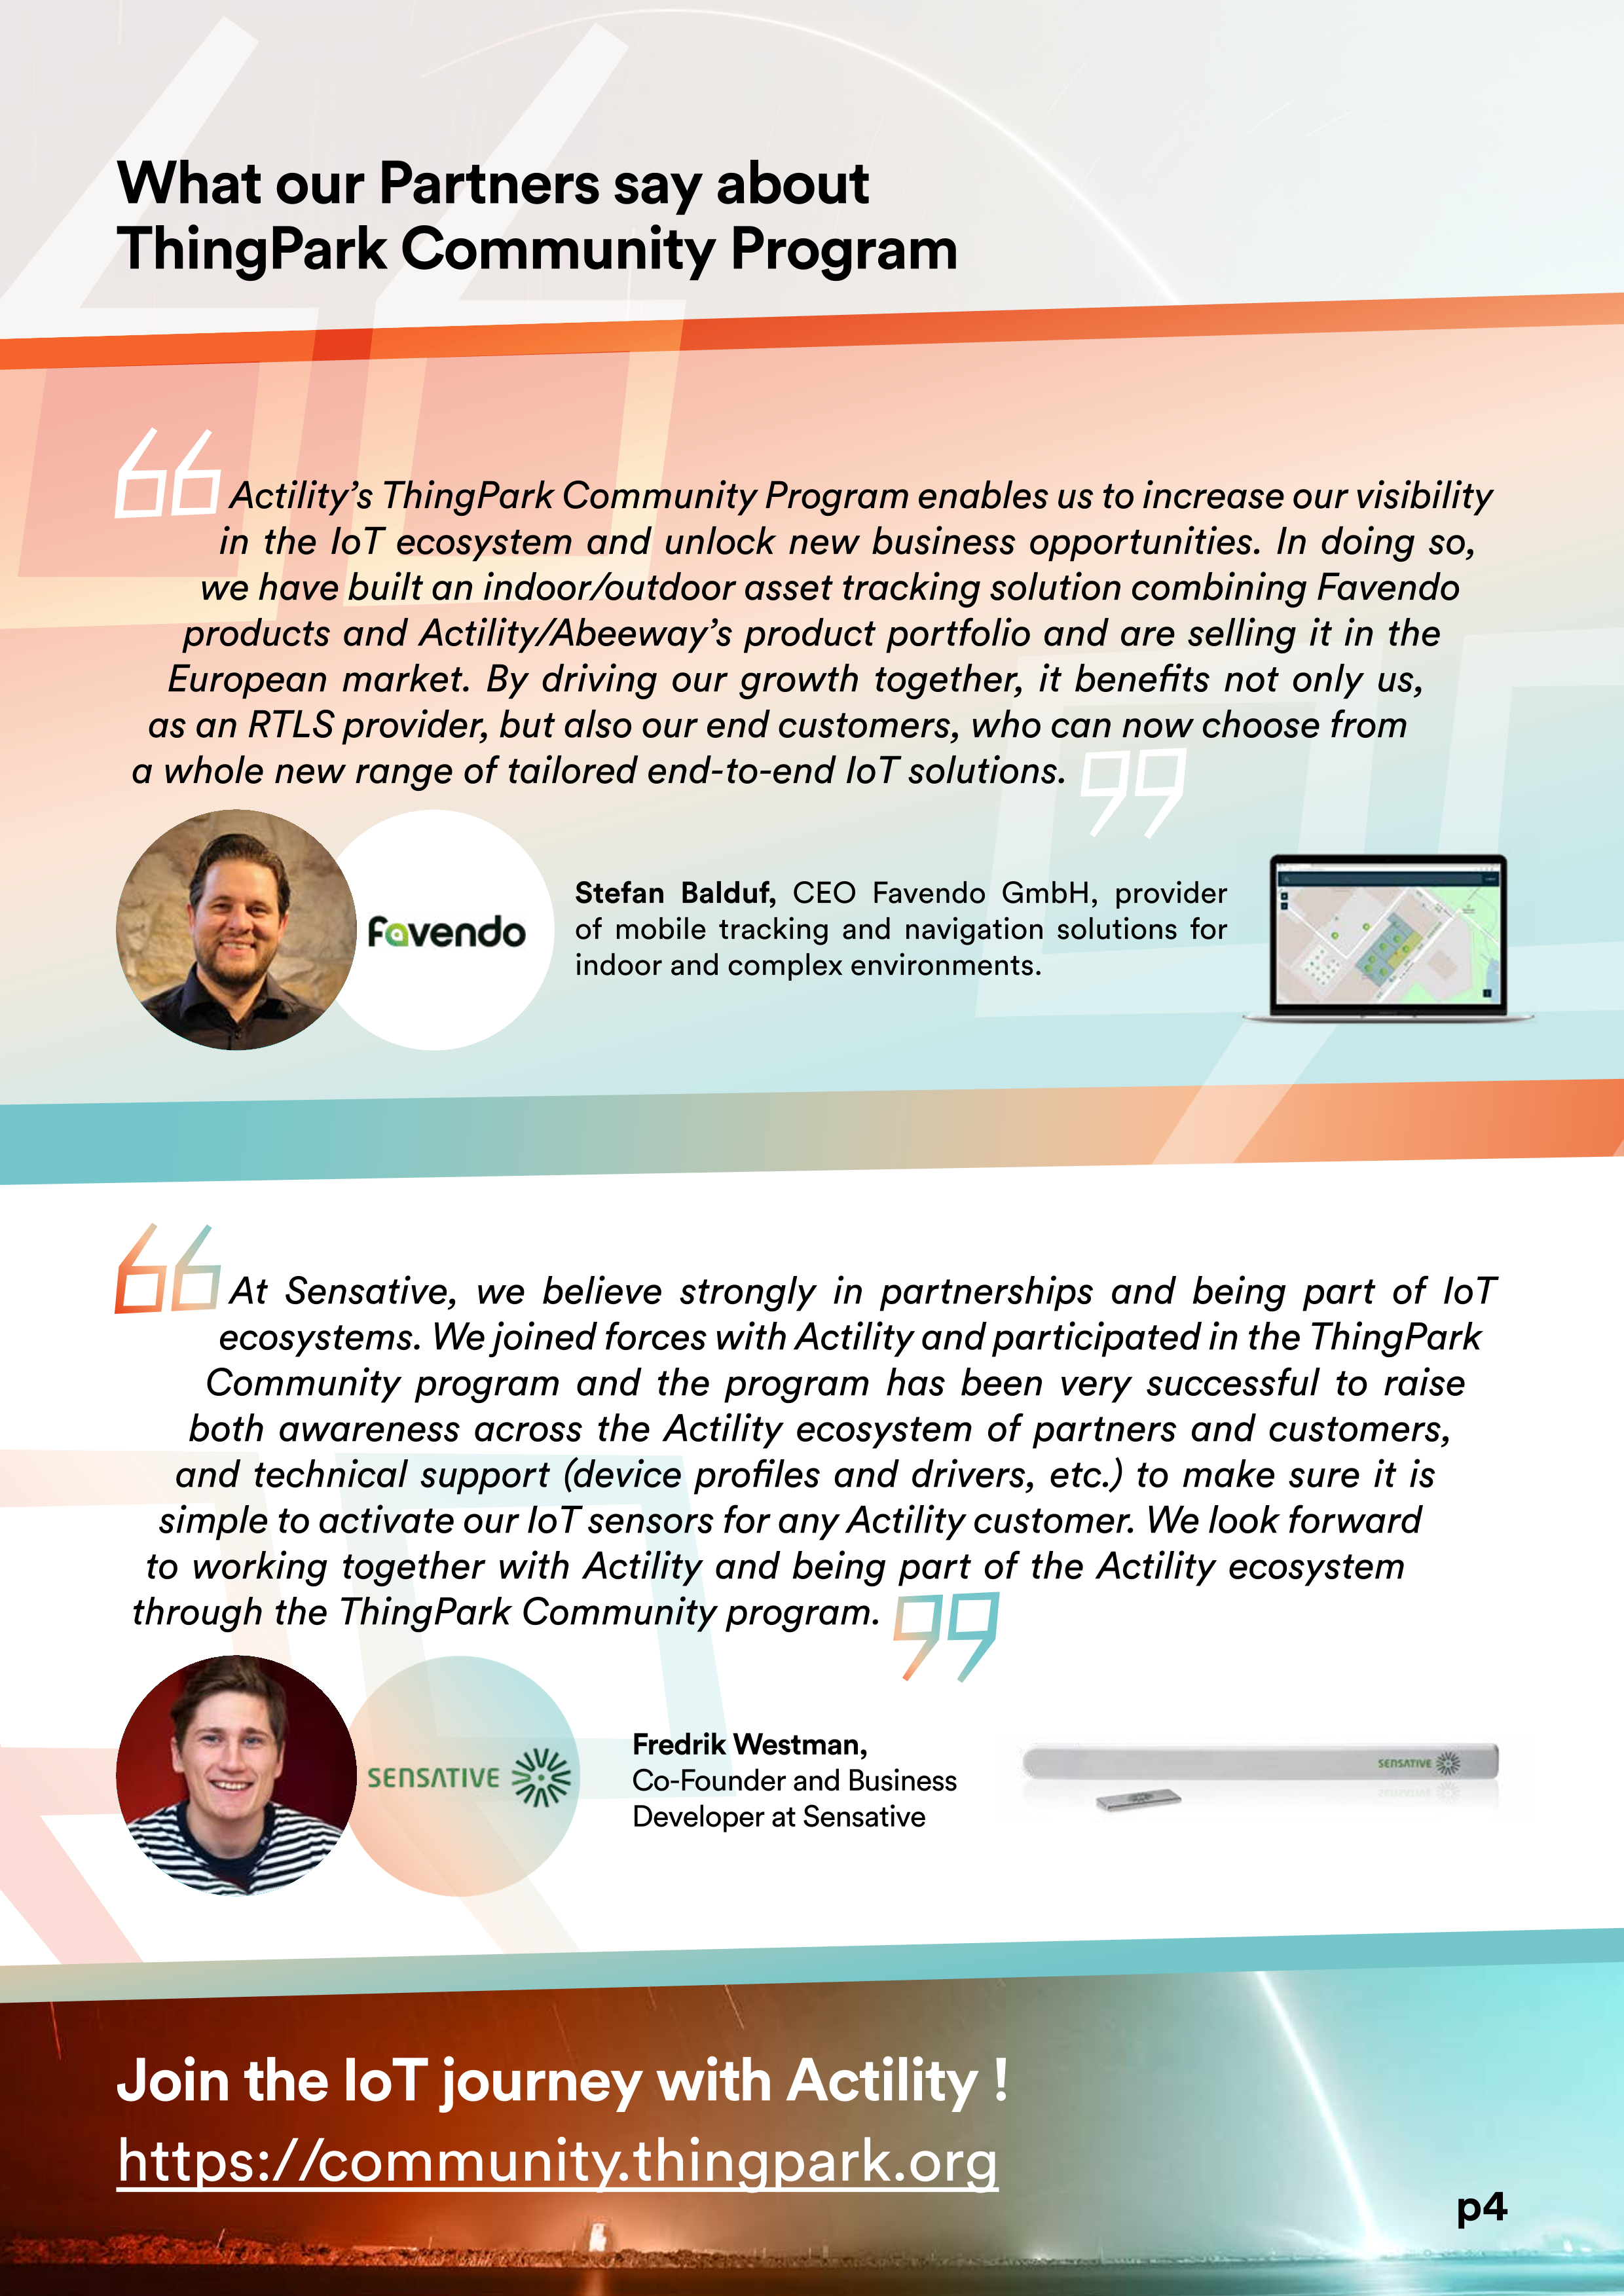 What our Partners say about
ThingPark Community Program
Actility’s ThingPark Community Program enables us to increase our visibility
in the IoT ecosystem and unlock new business opportunities. In doing so,
we have built an indoor/outdoor asset tracking solution combining Favendo
products and Actility/Abeeway’s product portfolio and are selling it in the
European market. By driving our growth together, it benefits not only us,
as an RTLS provider, but also our end customers, who can now choose from
a whole new range of tailored end-to-end IoT solutions.
Favendo
Stefan Balduf, CEO Favendo GmbH, provider
of mobile tracking and navigation solutions for
indoor and complex environments.
At Sensative, we believe strongly in partnerships and being part of IoT
ecosystems. We joined forces with Actility and participated in the ThingPark
Community program and the program has been very successful to raise
both awareness across the Actility ecosystem of partners and customers,
and technical support (device profiles and drivers, etc.) to make sure it is
simple to activate our IoT sensors for any Actility customer. We look forward
to working together with Actility and being part of the Actility ecosystem
through the ThingPark Community program.
SENSATIVE
Fredrik Westman,
Co-Founder and Business
Developer at Sensative
SENSATIVE
Join the IoT journey with Actility !
https://community.thingpark.org
p4